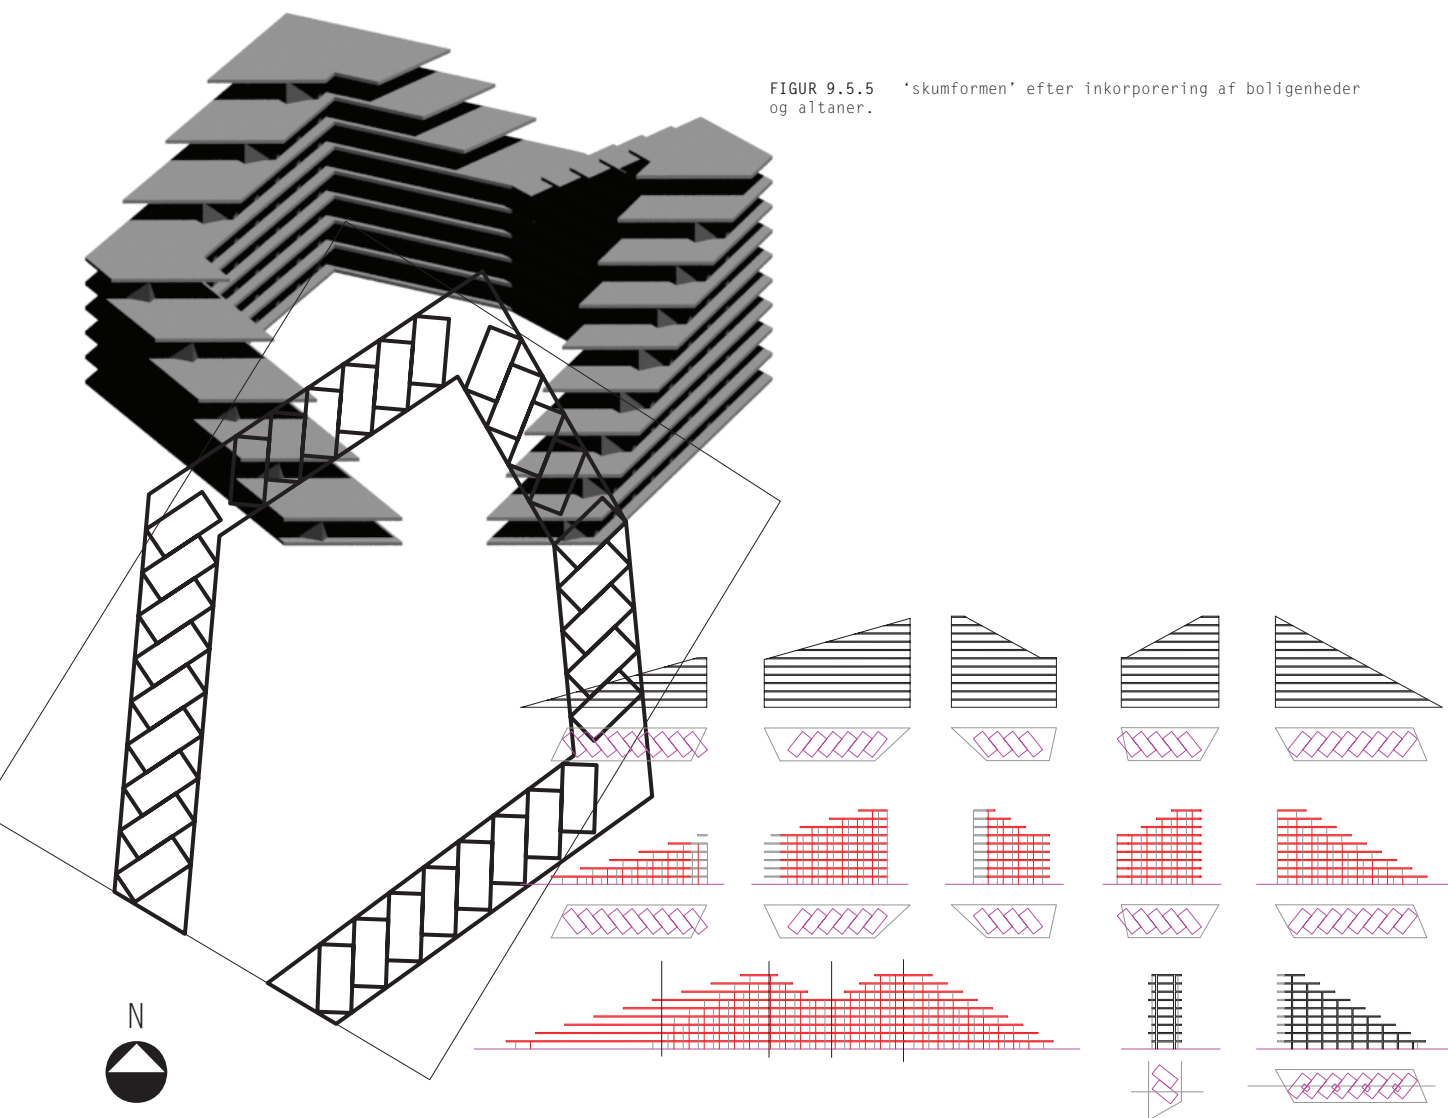 FIGUR 9.5.5 ‘skumformen’ efter inkorporering af boligenheder
og altaner.
N